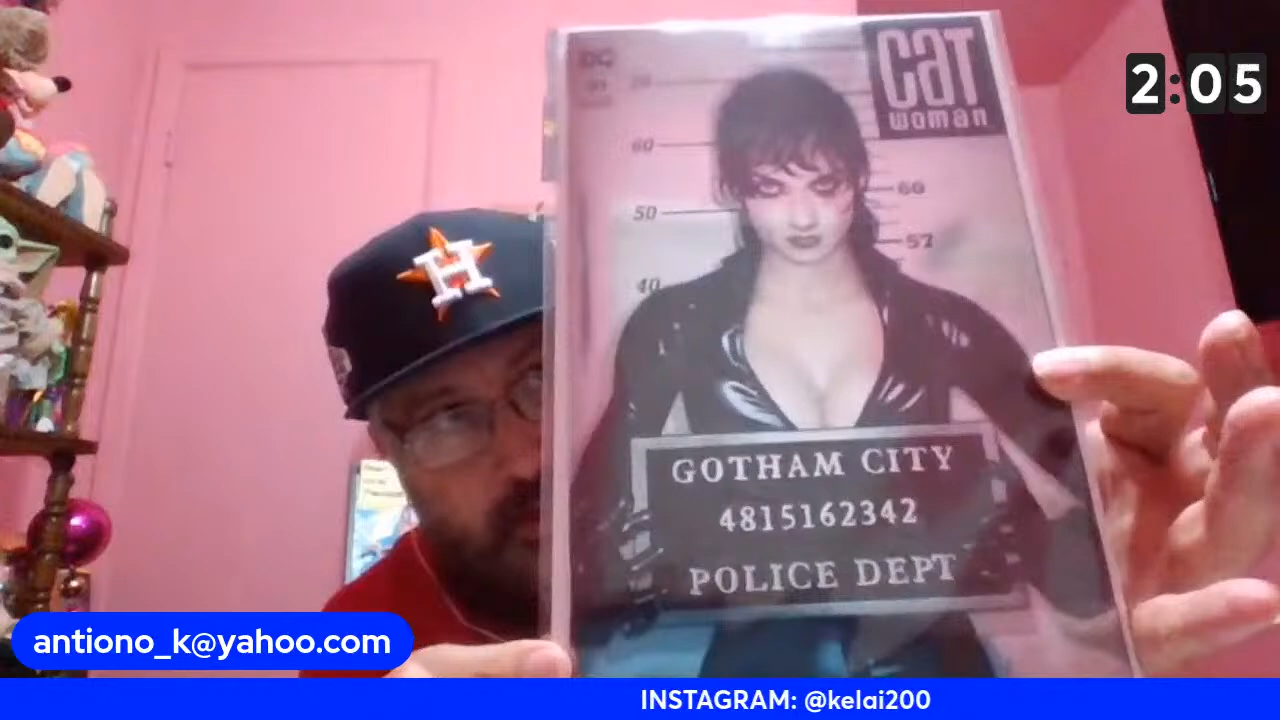 DC
CAT
WOMAN
2:05
60
60
50
57
40
GOTHAM CITY
4815162342
POLICE DEPT
antiono_k@yahoo.com
INSTAGRAM: @kelai200